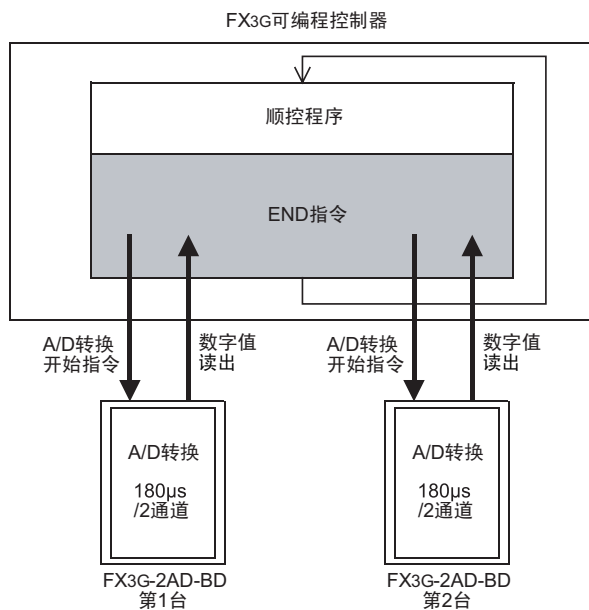 FX3G可编程控制器
顺控程序
END指令
A/D转换
开始指令
数字值
读出
A/D转换
开始指令
数字值
读出
A/D转换
180μs
/2通道
A/D转换
180μs
/2通道
FX3G-2AD-BD
第1台
FX3G-2AD-BD
第2台